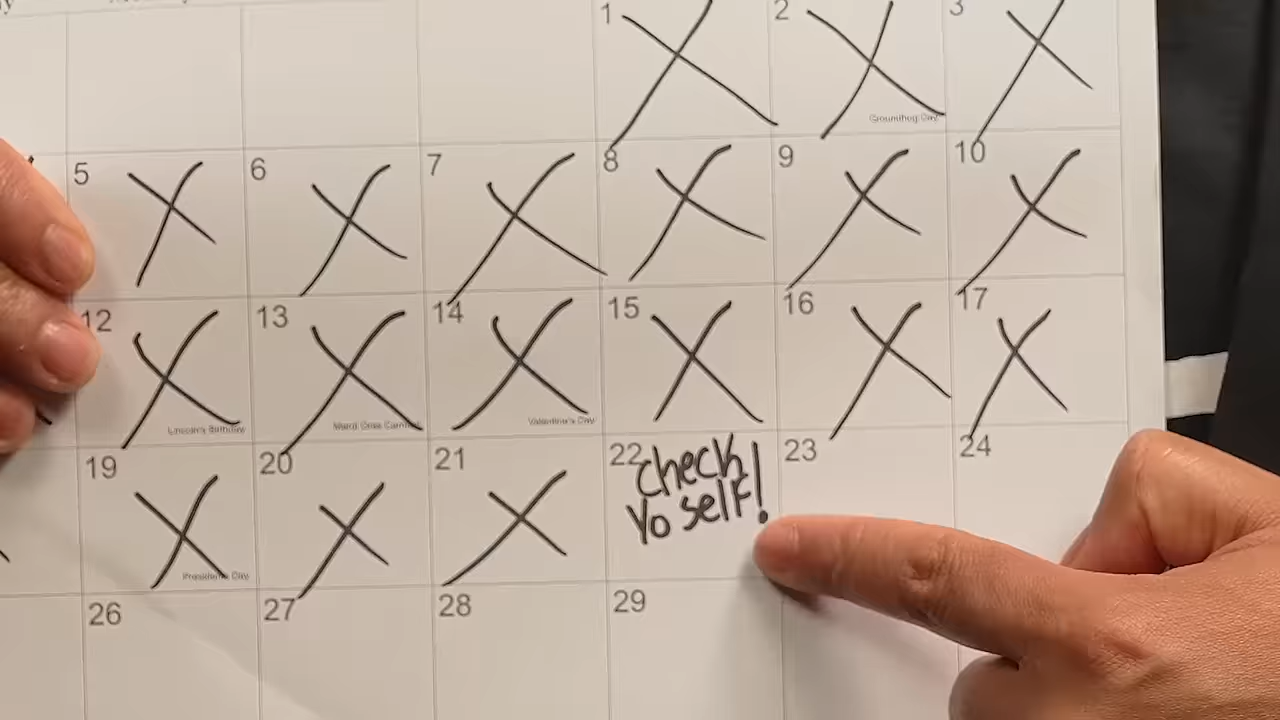 1 2 3
Groundhog Day
5 6 7 8 9 10
12 13 14 15 16 17
Lincoln's Birthday Mardi Gras Carnival Valentine's Day
19 20 21 22 23 24
check
Yo self!
Presidents Day
26 27 28 29